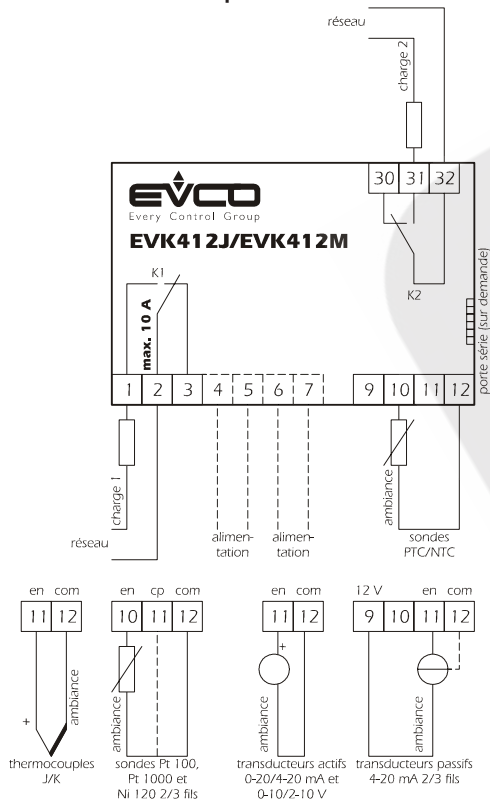 réseau
charge 2
30 31 32
EVCO
Every Control Group
EVK412J/EVK412M
K1
K2
max. 10 A
porte série (sur demande)
1 2 3 4 5 6 7 9 10 11 12
charge 1
ambiance
réseau
alimen-
tation
alimen-
tation
sondes
PTC/NTC
en com
11 12
+
ambiance
thermocouples
J/K
en cp com
10 11 12
ambiance
sondes Pt 100,
Pt 1000 et
Ni 120 2/3 fils
en com
11 12
+
ambiance
transducteurs actifs
0-20/4-20 mA et
0-10/2-10 V
12 V en com
9 10 11 12
ambiance
transducteurs passifs
4-20 mA 2/3 fils